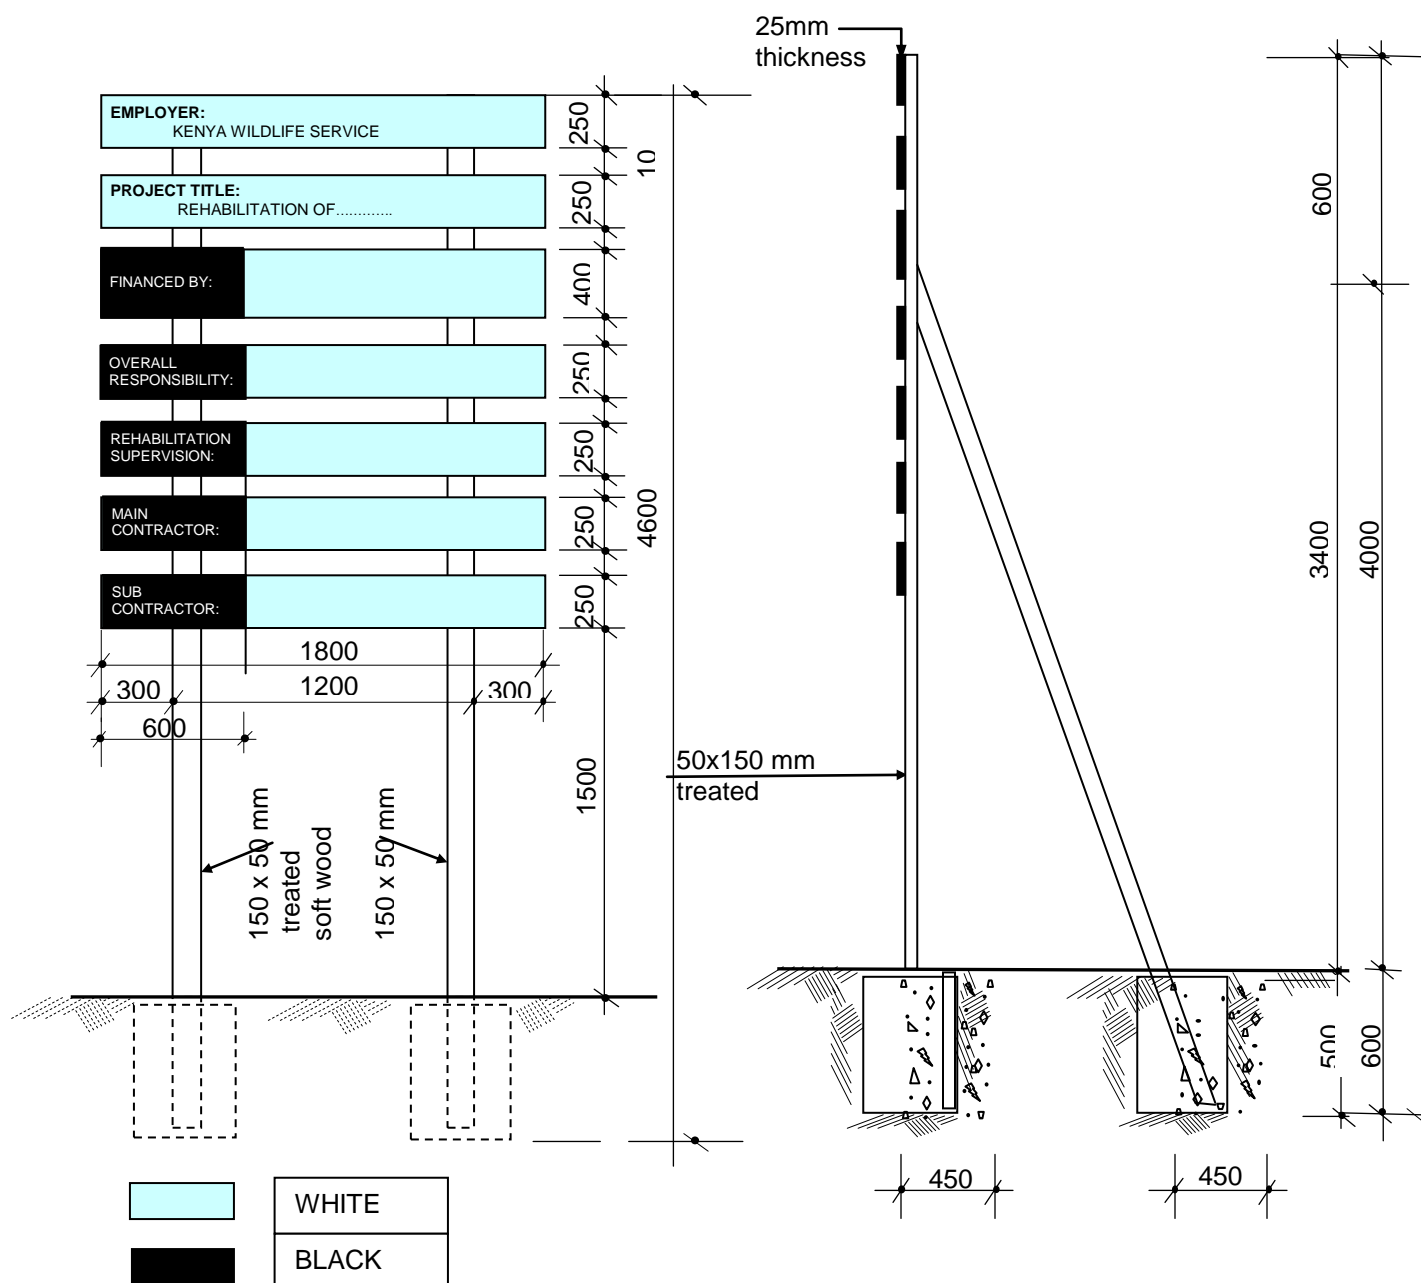 EMPLOYER:
KENYA WILDLIFE SERVICE
PROJECT TITLE:
REHABILITATION OF.............
FINANCED BY:
OVERALL
RESPONSIBILITY:
REHABILITATION
SUPERVISION:
MAIN
CONTRACTOR:
SUB
CONTRACTOR:
250
10
250
400
250
250
250
250
4600
1800
300
1200
300
600
1500
150 x 50 mm
treated
soft wood
150 x 50 mm
WHITE
BLACK
25mm
thickness
50x150 mm
treated
600
3400
4000
500
600
450
450